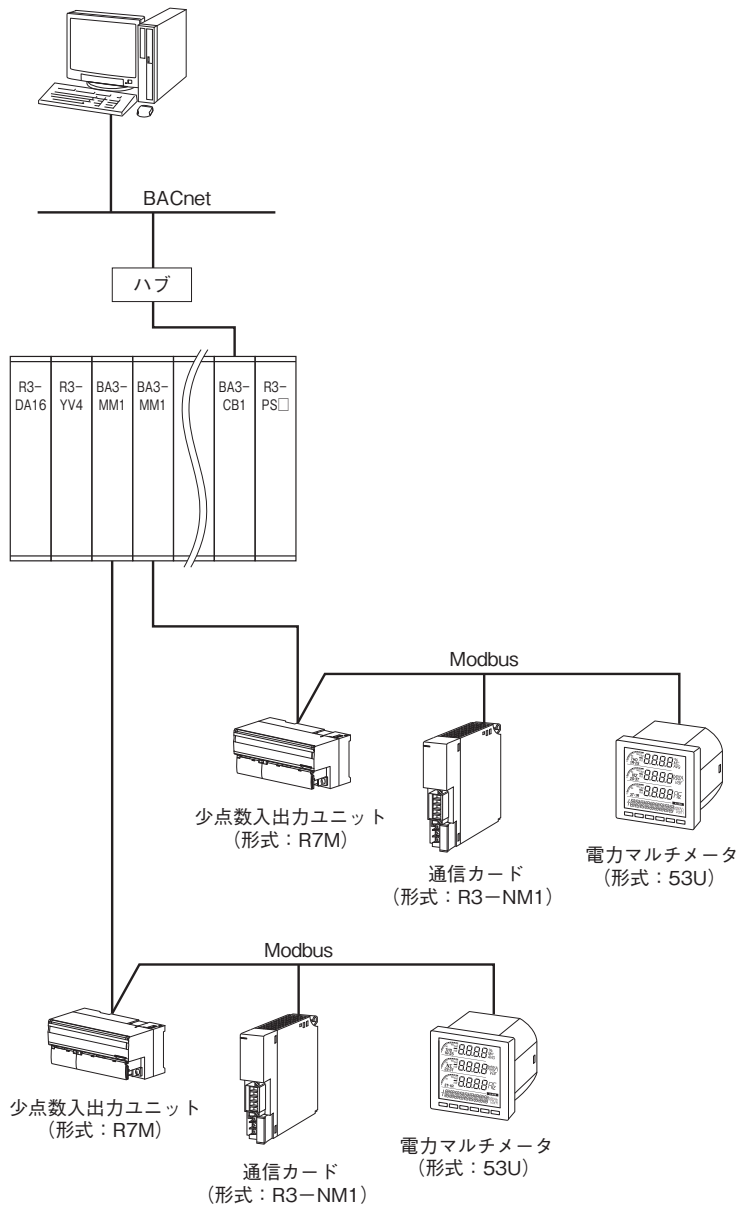 BACnet
ハブ
R3-
DA16
R3-
YV4
BA3-
MM1
BA3-
MM1
BA3-
CB1
R3-
PS□
Modbus
少点数入出力ユニット
(形式：R7M)
通信カード
(形式：R3-NM1)
電力マルチメータ
(形式：53U)
Modbus
少点数入出力ユニット
(形式：R7M)
通信カード
(形式：R3-NM1)
電力マルチメータ
(形式：53U)